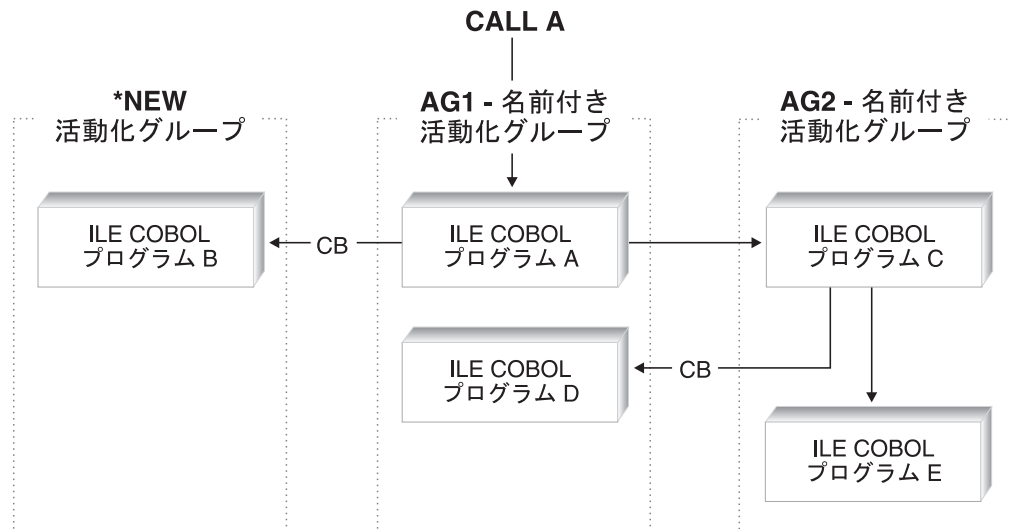 CALL A
*NEW
活動化グループ
AG1 - 名前付き
活動化グループ
AG2 - 名前付き
活動化グループ
ILE COBOL
プログラム B
CB
ILE COBOL
プログラム A
ILE COBOL
プログラム C
ILE COBOL
プログラム D
CB
ILE COBOL
プログラム E